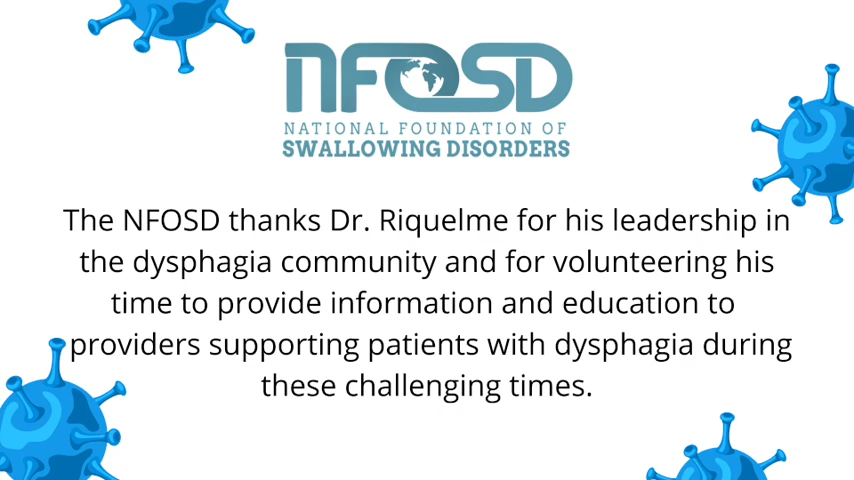 NFOSD
NATIONAL FOUNDATION OF
SWALLOWING DISORDERS
The NFOSD thanks Dr. Riquelme for his leadership in
the dysphagia community and for volunteering his
time to provide information and education to
providers supporting patients with dysphagia during
these challenging times.